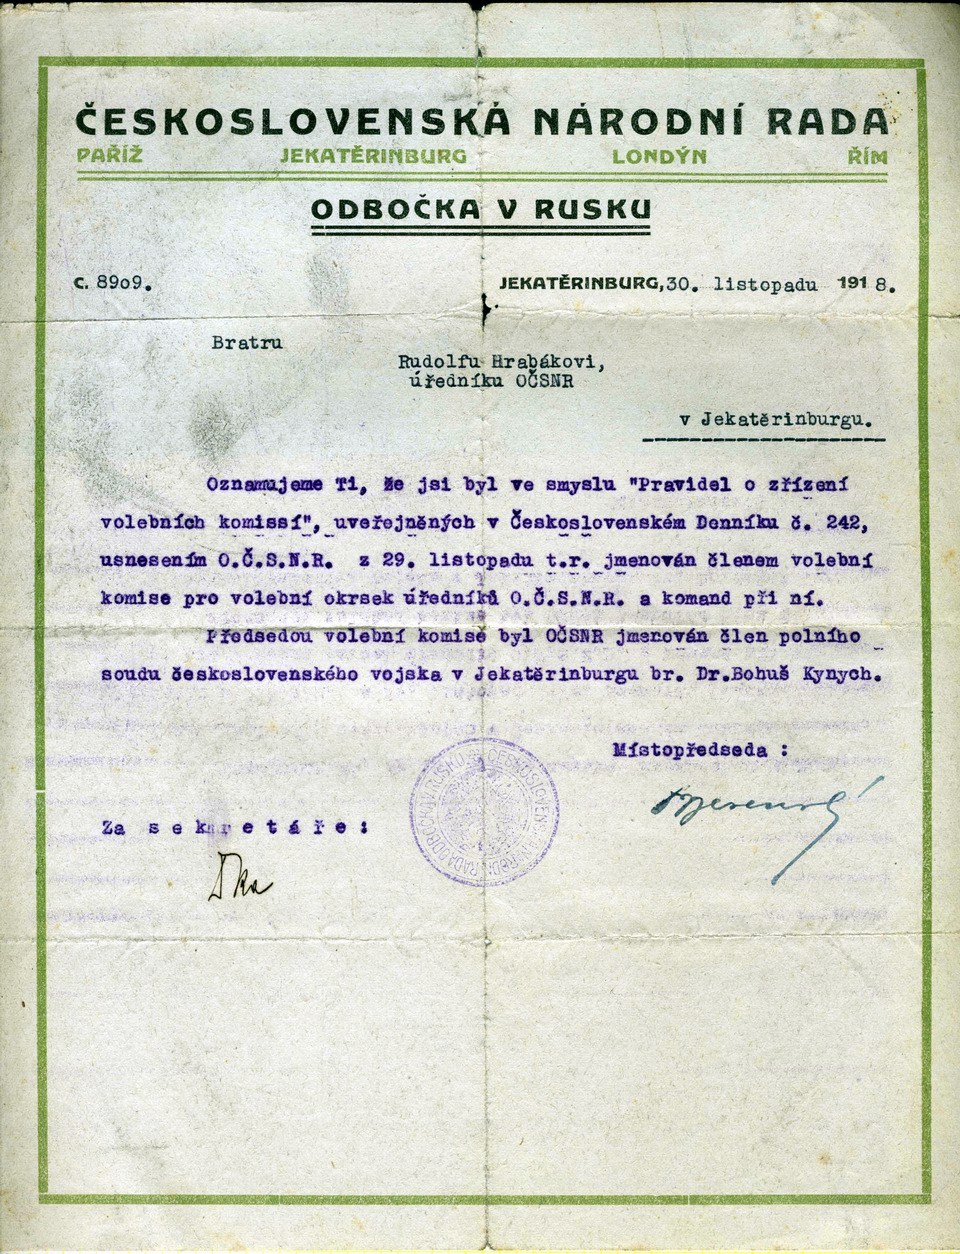 ČESKOSLOVENSKÁ NÁRODNÍ RADA
PAŘÍŽ JEKATĚRINBURG LONDÝN ŘÍM
ODBOČKA V RUSKU
C. 8909. JEKATĚRINBURG, 30. listopadu 1918.
Bratru
Rudolfu Hrabákovi,
úředníku OČSNR
v Jekatěrinburgu.
Oznamujeme Ti, že jsi byl ve smyslu "Pravidel o zřízení
volebních komissí", uveřejněných v Československém Denníku č. 242,
usnesením O.Č.S.N.R. z 29. listopadu t.r. jmenován členem volební
komise pro volební okrsek úředníků O.Č.S.N.R. a komand při ní.
Předsedou volební komise byl OČSNR jmenován člen polního
soudu československého vojska v Jekatěrinburgu br. Dr.Bohuš Kynych.
Místopředseda :
Za sekretáře: